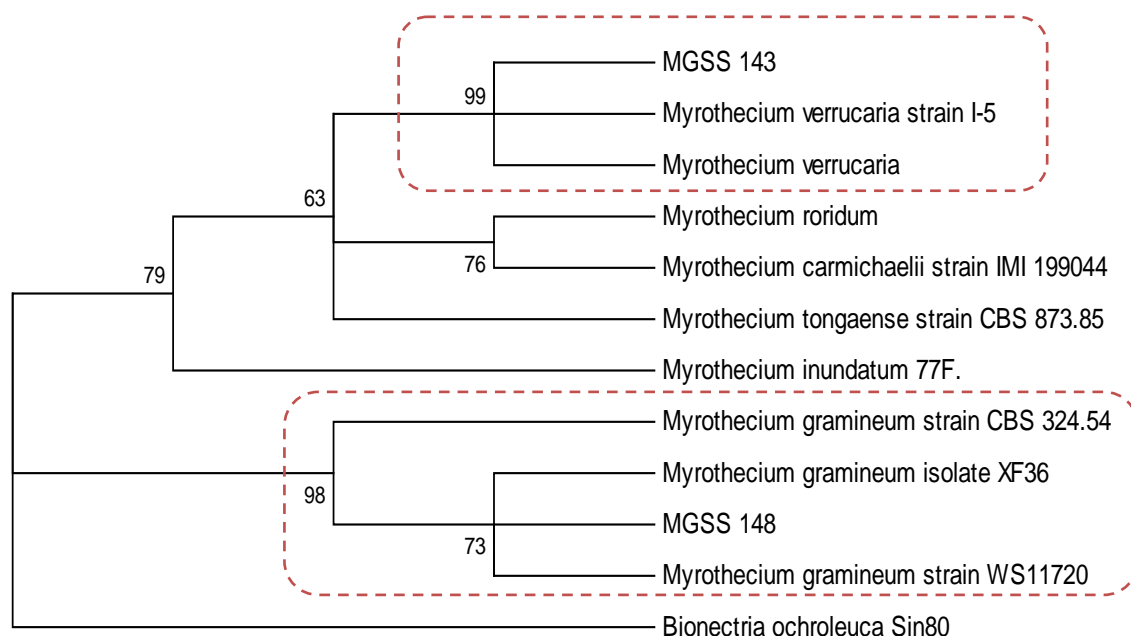 MGSS 143
99
Myrothecium verrucaria strain I-5
Myrothecium verrucaria
63
Myrothecium roridum
76
Myrothecium carmichaelii strain IMI 199044
79
Myrothecium tongaense strain CBS 873.85
Myrothecium inundatum 77F.
Myrothecium gramineum strain CBS 324.54
Myrothecium gramineum isolate XF36
98
MGSS 148
73
Myrothecium gramineum strain WS11720
Bionectria ochroleuca Sin80